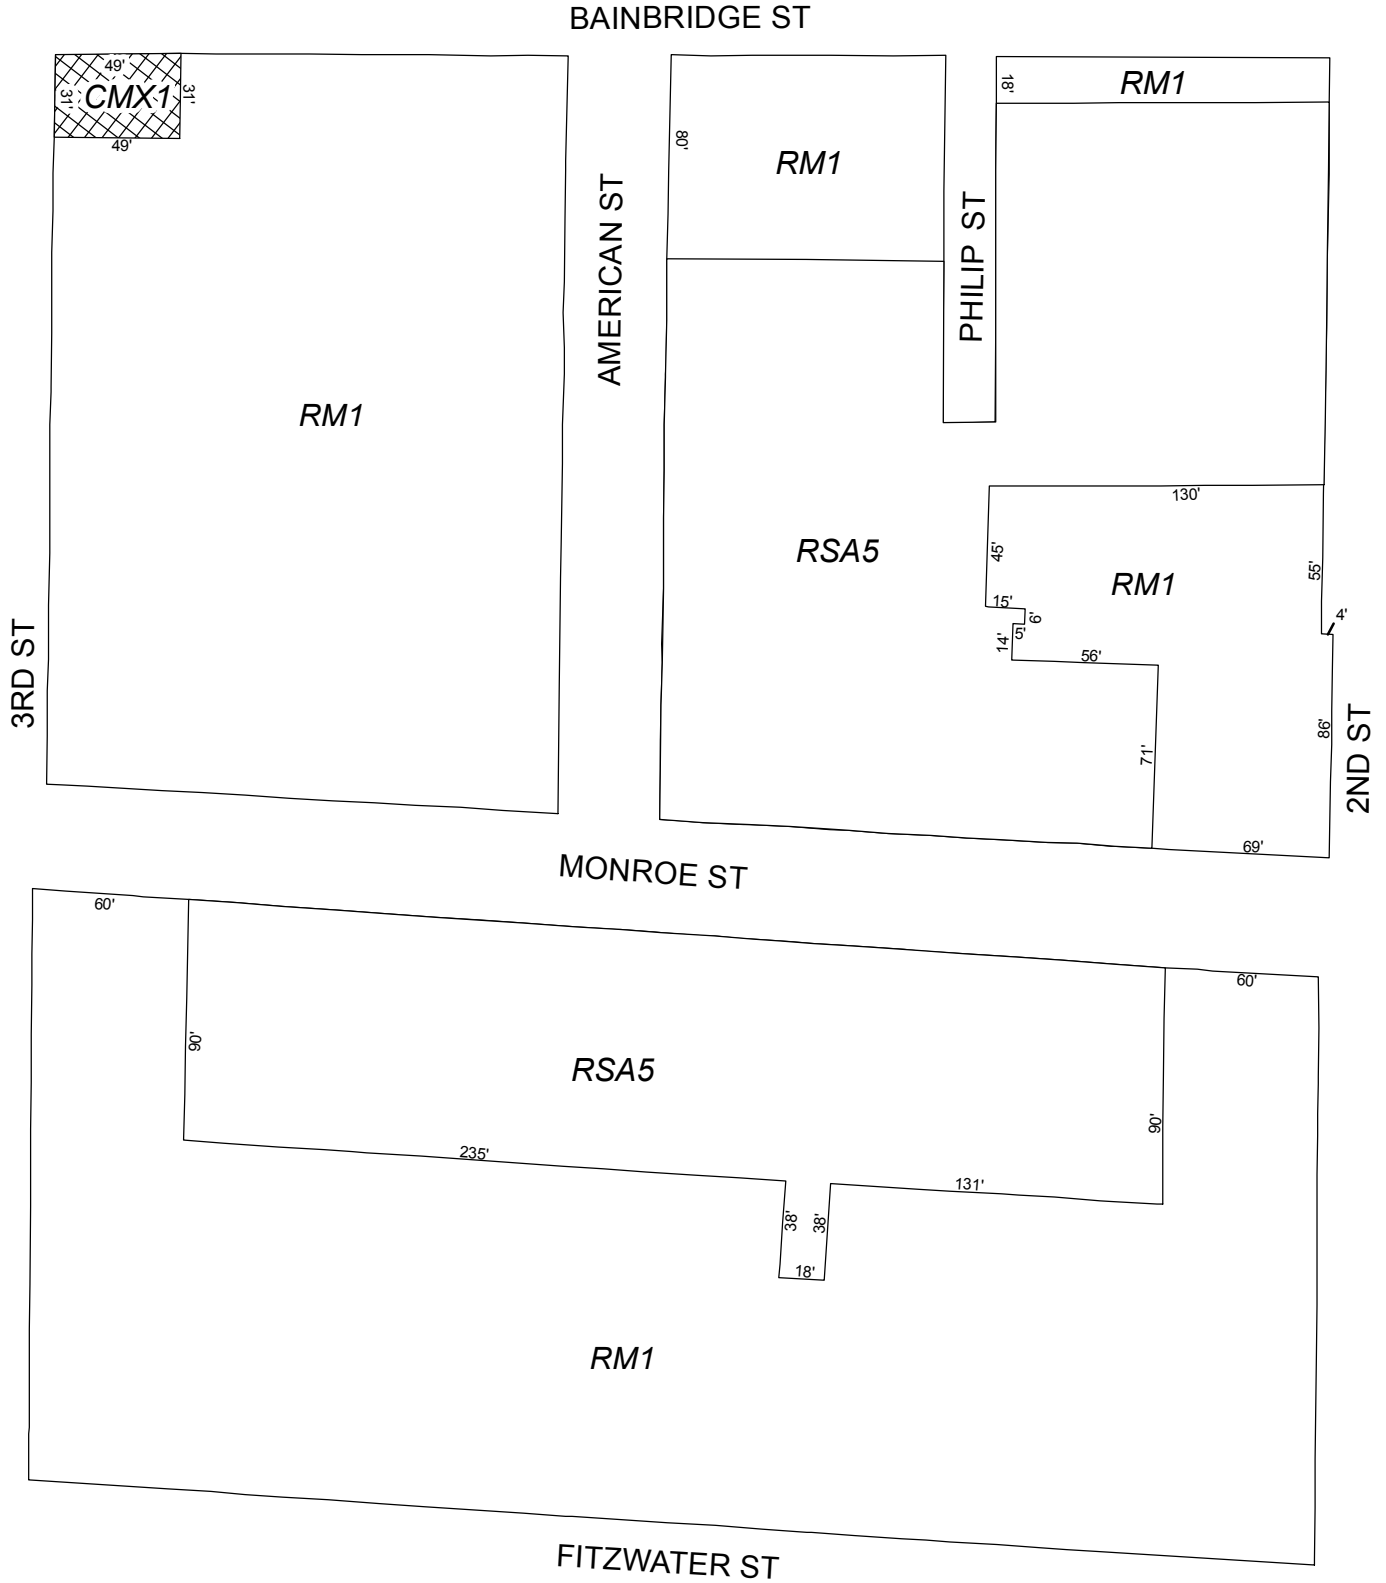 BAINBRIDGE ST
49'
31'
CMX1
31'
49'
18'
RM1
80'
RM1
AMERICAN ST
PHILIP ST
RM1
130'
RSA5
45'
RM1
55'
15'
6'
4'
5'
14'
56'
3RD ST
71'
86'
2ND ST
69'
MONROE ST
60'
60'
90'
RSA5
90'
235'
131'
38'
38'
18'
RM1
FITZWATER ST